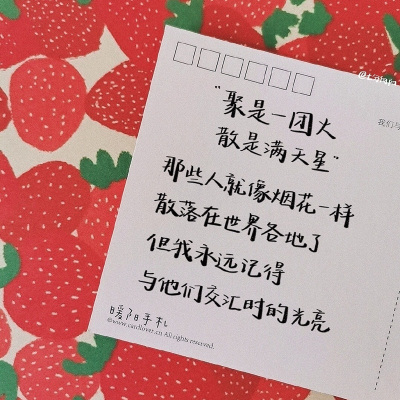 “聚是一团火
散是满天星”
那些人就像烟花一样
散落在世界各地了
但我永远记得
与他们交汇时的光亮
暖阳手札
©www.cardlover.cn All rights reserved.
我们与